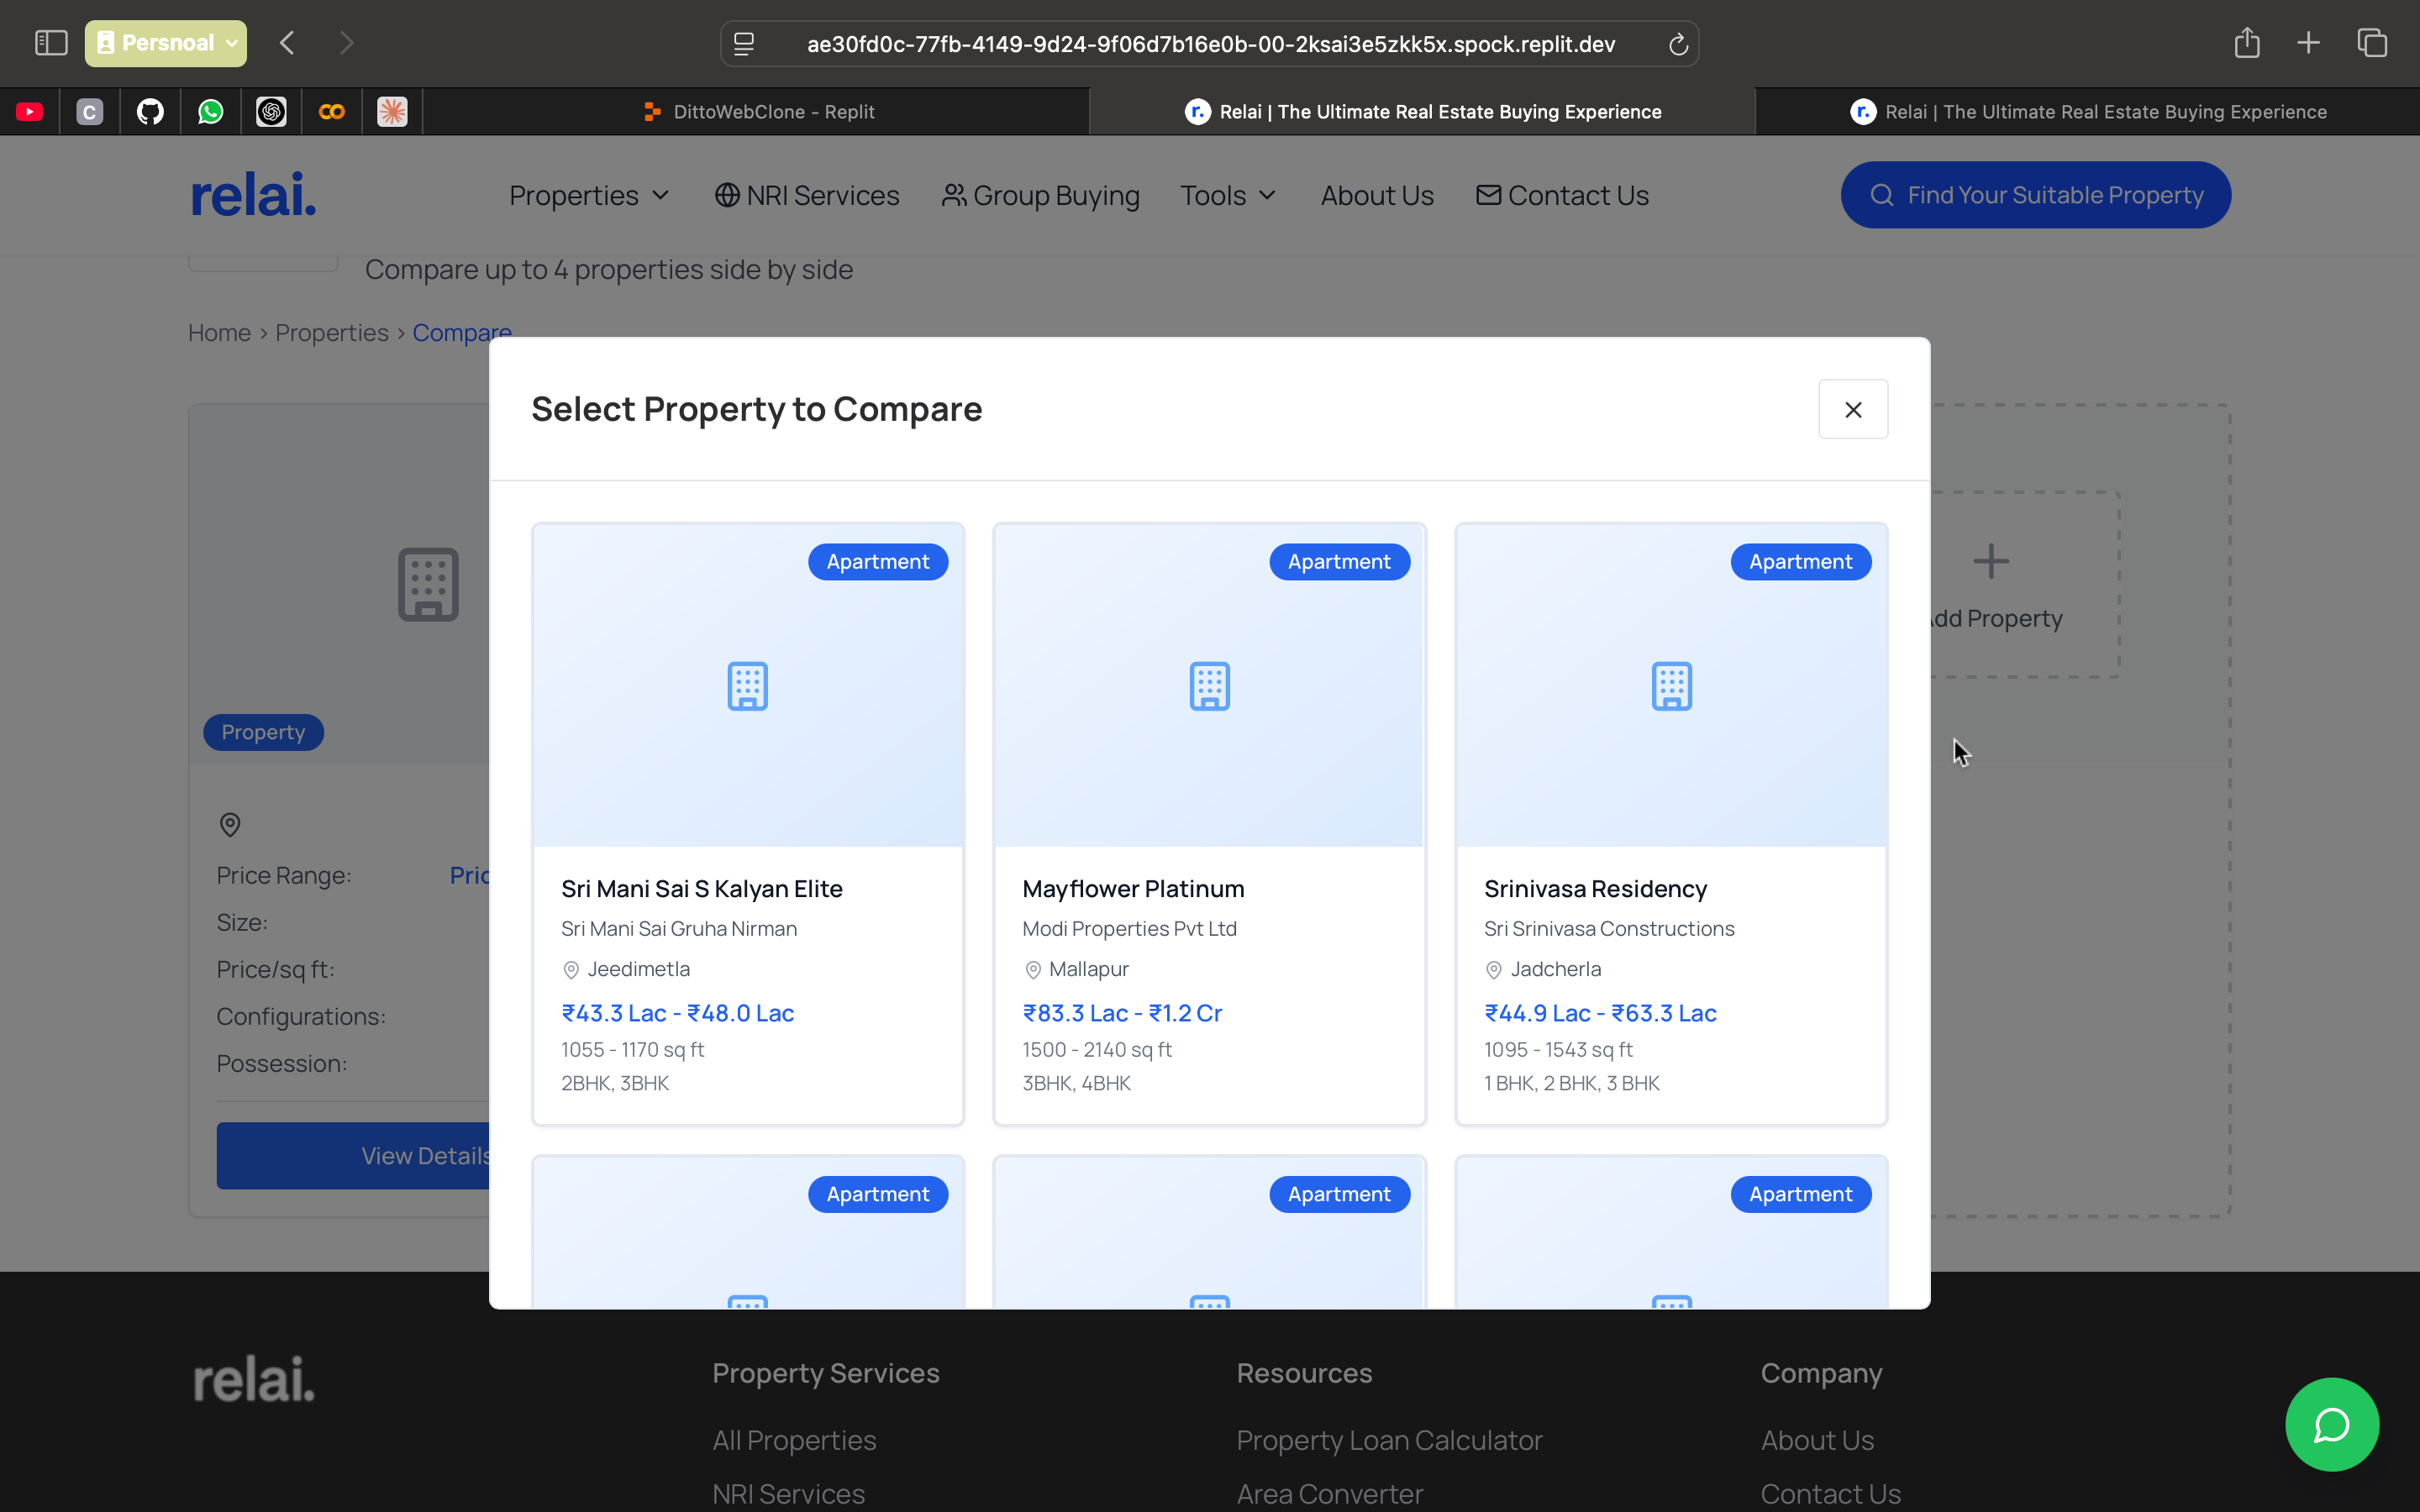 Persnoal
ae30fd0c-77fb-4149-9d24-9f06d7b16e0b-00-2ksai3e5zkk5x.spock.replit.dev
C
DittoWebClone - Replit
r.
Relai | The Ultimate Real Estate Buying Experience
r.
Relai | The Ultimate Real Estate Buying Experience
relai.
Properties
NRI Services
Group Buying
Tools
About Us
Contact Us
Find Your Suitable Property
Compare up to 4 properties side by side
Home > Properties > Compare
Select Property to Compare
Property
Price Range:
Pric
Size:
Price/sq ft:
Configurations:
Possession:
View Details
Add Property
Apartment
Sri Mani Sai S Kalyan Elite
Sri Mani Sai Gruha Nirman
Jeedimetla
₹43.3 Lac - ₹48.0 Lac
1055 - 1170 sq ft
2BHK, 3BHK
Apartment
Mayflower Platinum
Modi Properties Pvt Ltd
Mallapur
₹83.3 Lac - ₹1.2 Cr
1500 - 2140 sq ft
3BHK, 4BHK
Apartment
Srinivasa Residency
Sri Srinivasa Constructions
Jadcherla
₹44.9 Lac - ₹63.3 Lac
1095 - 1543 sq ft
1 BHK, 2 BHK, 3 BHK
Apartment
Apartment
Apartment
relai.
Property Services
All Properties
NRI Services
Resources
Property Loan Calculator
Area Converter
Company
About Us
Contact Us